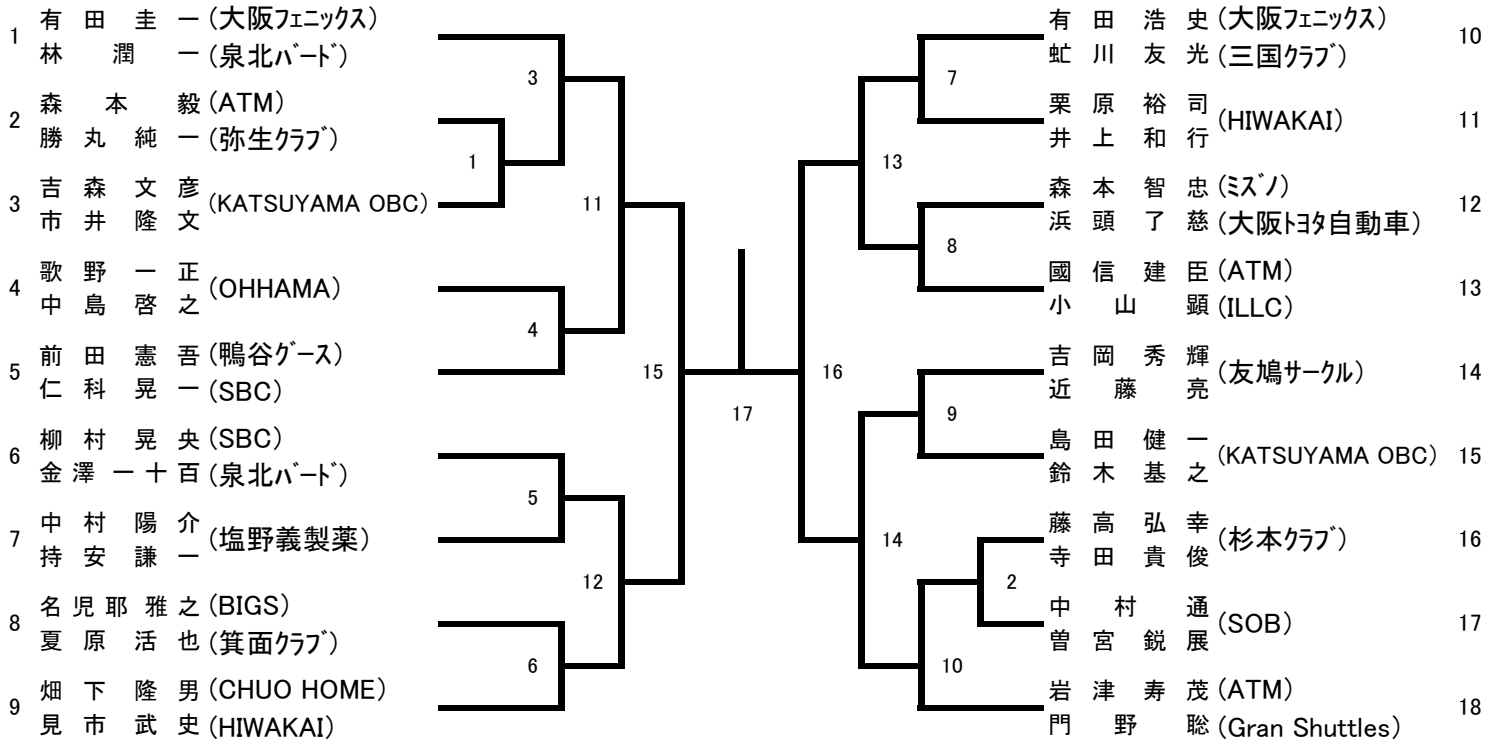 1 有田圭一 (大阪フェニックス)
林潤一 (泉北バード)
2 森本毅 (ATM)
勝丸純一 (弥生クラブ)
3 吉森文彦 (KATSUYAMA OBC)
市井隆文
4 歌野一正 (OHHAMA)
中島啓之
5 前田憲吾 (鴨谷グース)
仁科晃一 (SBC)
6 柳村晃央 (SBC)
金澤一十百 (泉北バード)
7 中村陽介 (塩野義製薬)
持安謙一
8 名児耶雅之 (BIGS)
夏原活也 (箕面クラブ)
9 畑下隆男 (CHUO HOME)
見市武史 (HIWAKAI)
3
1
11
4
15
5
12
6
17
有田浩史 (大阪フェニックス) 10
虻川友光 (三国クラブ)
栗原裕司 (HIWAKAI) 11
井上和行
森本智忠 (ミズノ) 12
浜頭了慈 (大阪トヨタ自動車)
國信建臣 (ATM) 13
小山顕 (ILLC)
吉岡秀輝 (友鳩サークル) 14
近藤亮
島田健一 (KATSUYAMA OBC) 15
鈴木基之
藤高弘幸 (杉本クラブ) 16
寺田貴俊
中村通 (SOB) 17
曽宮鋭展
岩津寿茂 (ATM) 18
門野聡 (Gran Shuttles)
7
13
8
16
9
14
2
10